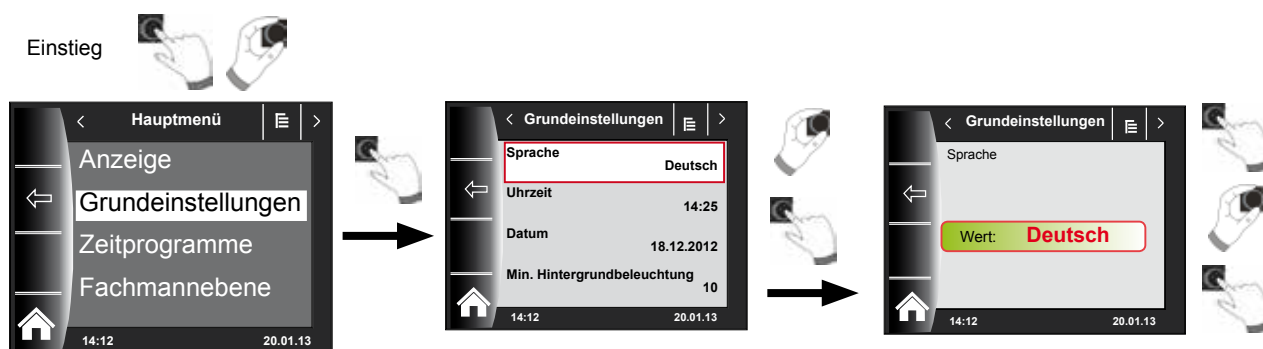 Einstieg
Hauptmenü
Anzeige
Grundeinstellungen
Zeitprogramme
Fachmannebene
14:12 20.01.13
Grundeinstellungen
Sprache
Deutsch
Uhrzeit
14:25
Datum
18.12.2012
Min. Hintergrundbeleuchtung
10
14:12 20.01.13
Grundeinstellungen
Sprache
Wert: Deutsch
14:12 20.01.13